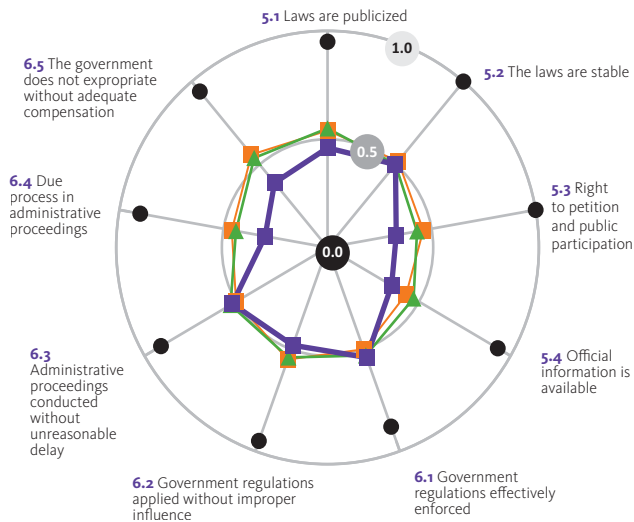 5.1 Laws are publicized
1.0
5.2 The laws are stable
6.5 The government
does not expropriate
without adequate
compensation
0.5
6.4 Due
process in
administrative
proceedings
5.3 Right
to petition
and public
participation
0.0
6.3
Administrative
proceedings
conducted
without
unreasonable
delay
5.4 Official
information is
available
6.2 Government regulations
applied without improper
influence
6.1 Government
regulations effectively
enforced